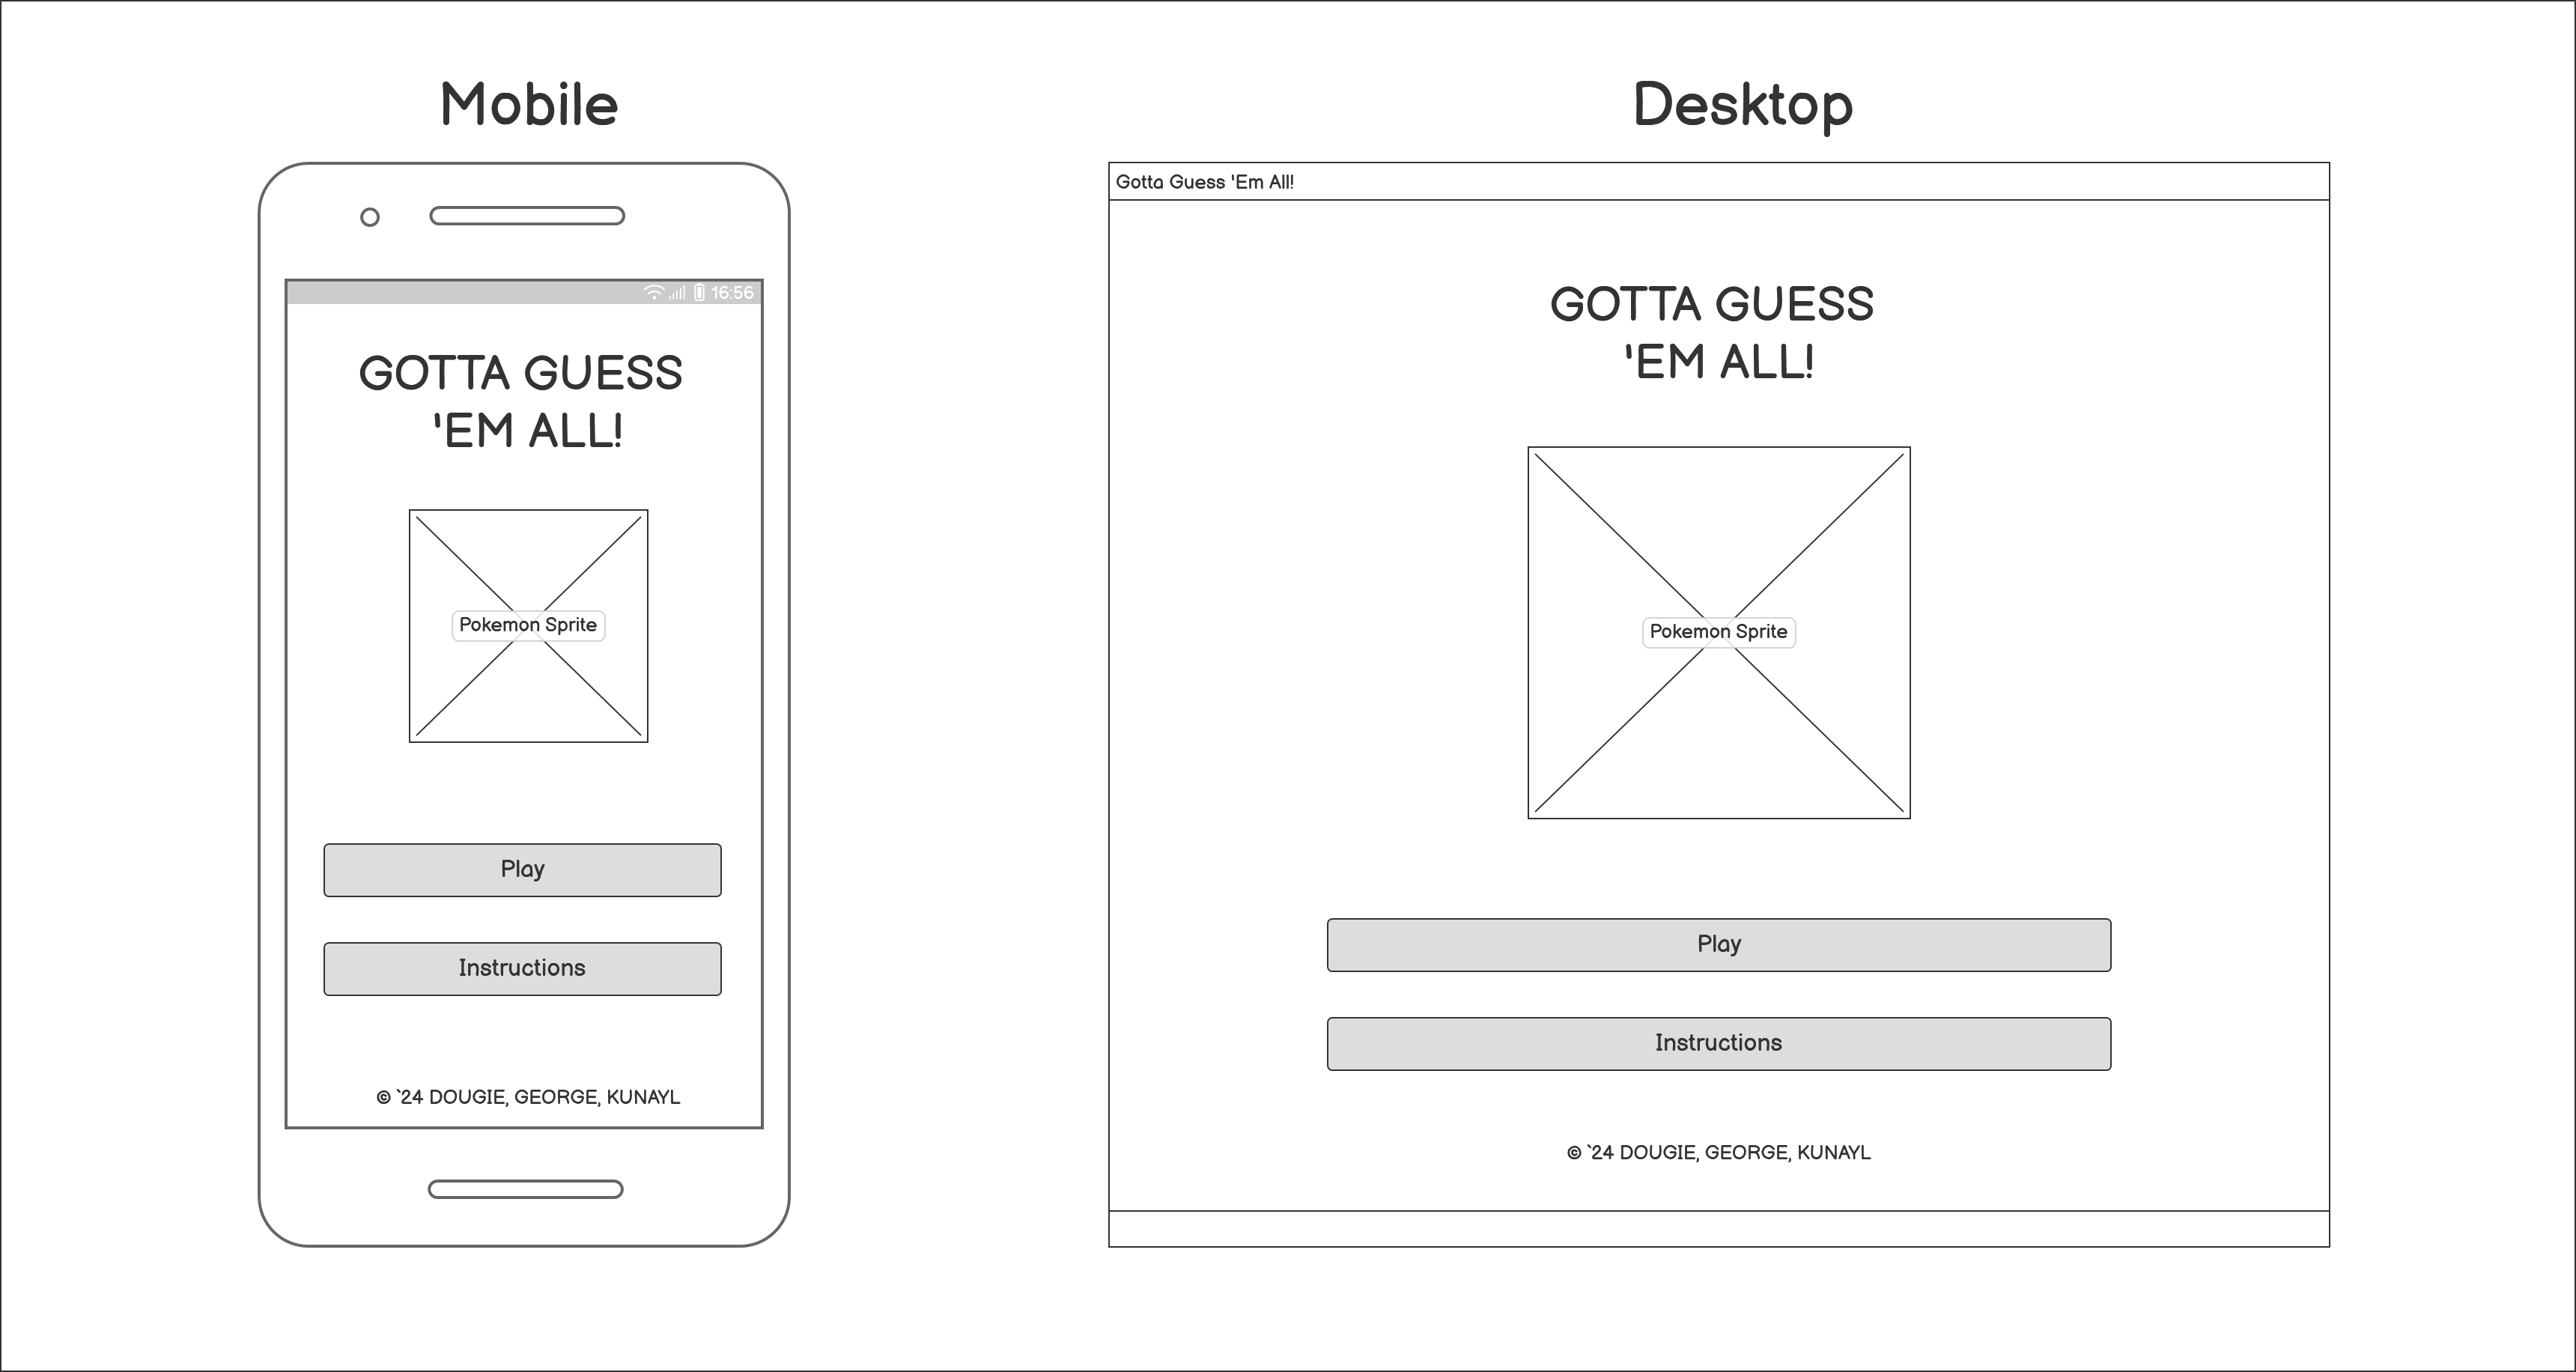 Mobile
16:56
GOTTA GUESS
'EM ALL!
Pokemon Sprite
Play
Instructions
© `24 DOUGIE, GEORGE, KUNAYL
Desktop
Gotta Guess 'Em All!
GOTTA GUESS
'EM ALL!
Pokemon Sprite
Play
Instructions
© `24 DOUGIE, GEORGE, KUNAYL